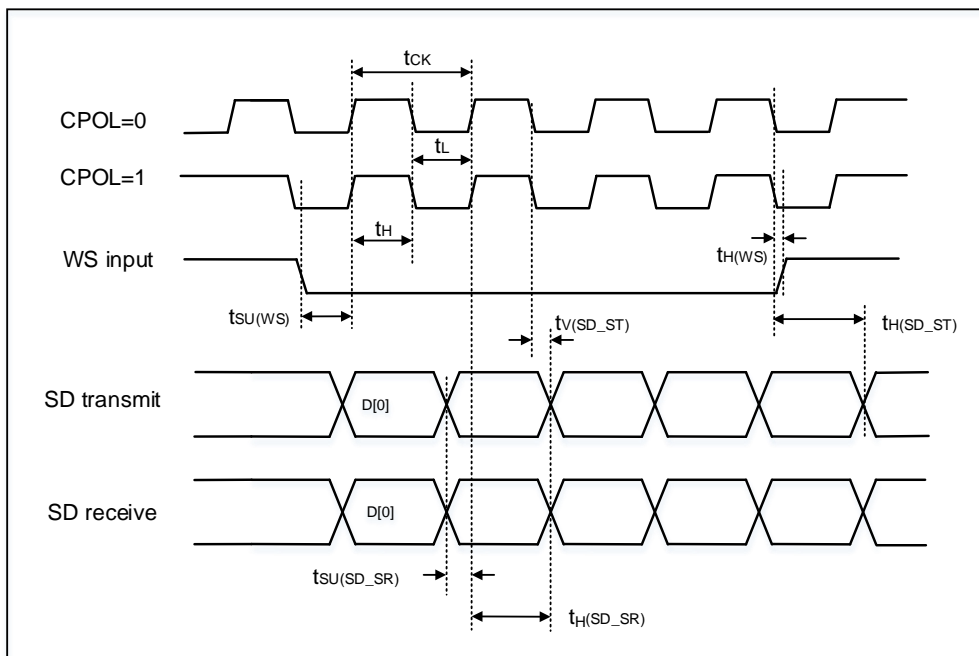 tCK
CPOL=0
tL
CPOL=1
tH
tH(WS)
WS input
tSU(WS)
tV(SD_ST)
tH(SD_ST)
SD transmit
D[0]
SD receive
D[0]
tSU(SD_SR)
tH(SD_SR)